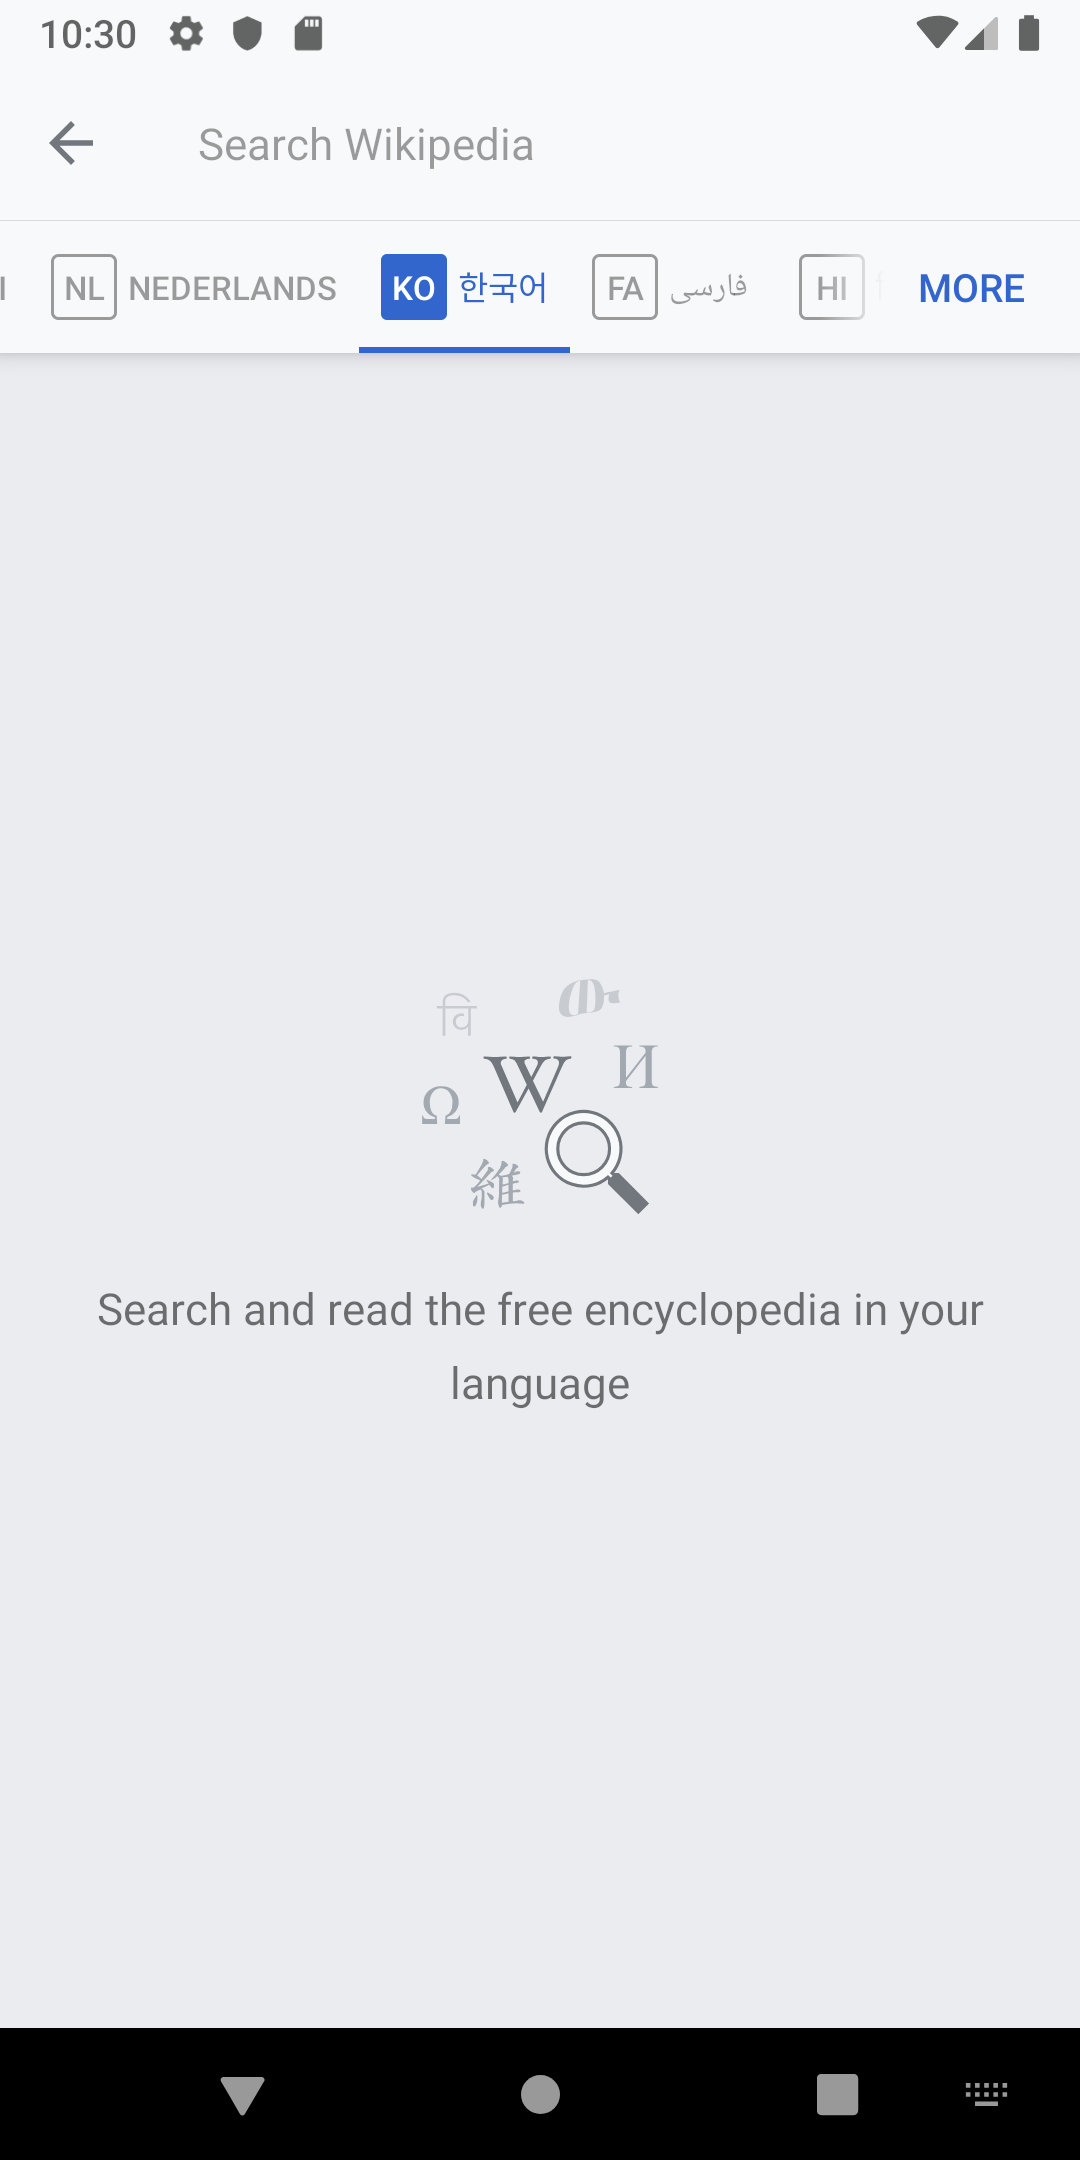 10:30
Search Wikipedia
NL NEDERLANDS KO 한국어 FA فارسی HI MORE
वि
W И
Ω
維
Search and read the free encyclopedia in your
language